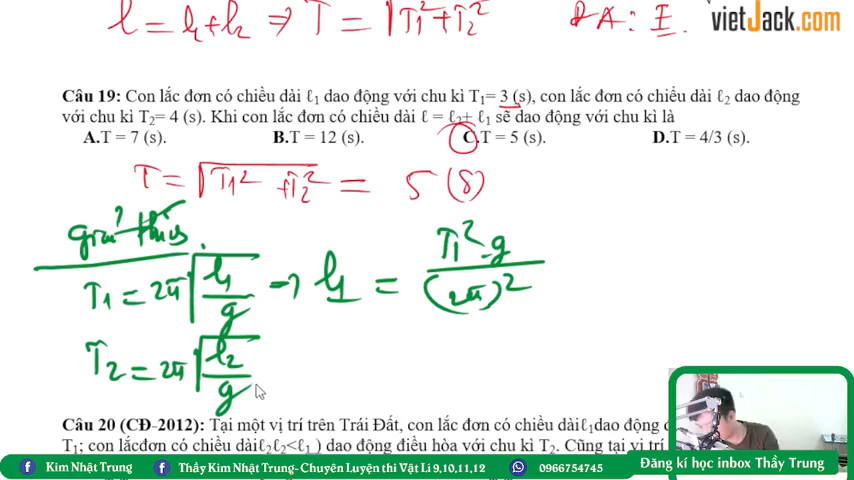 l = l₁+l₂ => T = √T₁²+T₂² ĐA: I.
vietJack.com
Câu 19: Con lắc đơn có chiều dài ℓ₁ dao động với chu kì T₁= 3 (s), con lắc đơn có chiều dài ℓ₂ dao động
với chu kì T₂= 4 (s). Khi con lắc đơn có chiều dài ℓ = ℓ₂+ ℓ₁ sẽ dao động với chu kì là
A.T = 7 (s). B.T = 12 (s). C.T = 5 (s). D.T = 4/3 (s).
T = √T₁² + T₂² = 5 (s)
T₁ = 2π √l₁/g => l₁ = T₁².g/(2π)²
T₂ = 2π √l₂/g
Câu 20 (CĐ-2012): Tại một vị trí trên Trái Đất, con lắc đơn có chiều dàiℓ₁dao động
T₁; con lắcđơn có chiều dàiℓ₂ℓ₂<ℓ₁ ) dao động điều hòa với chu kì T₂. Cũng tại vị trí
Kim Nhật Trung Thầy Kim Nhật Trung-Chuyên Luyện thi Vật Lí 9,10,11,12 0966754745 Đăng kí học inbox Thầy Trung